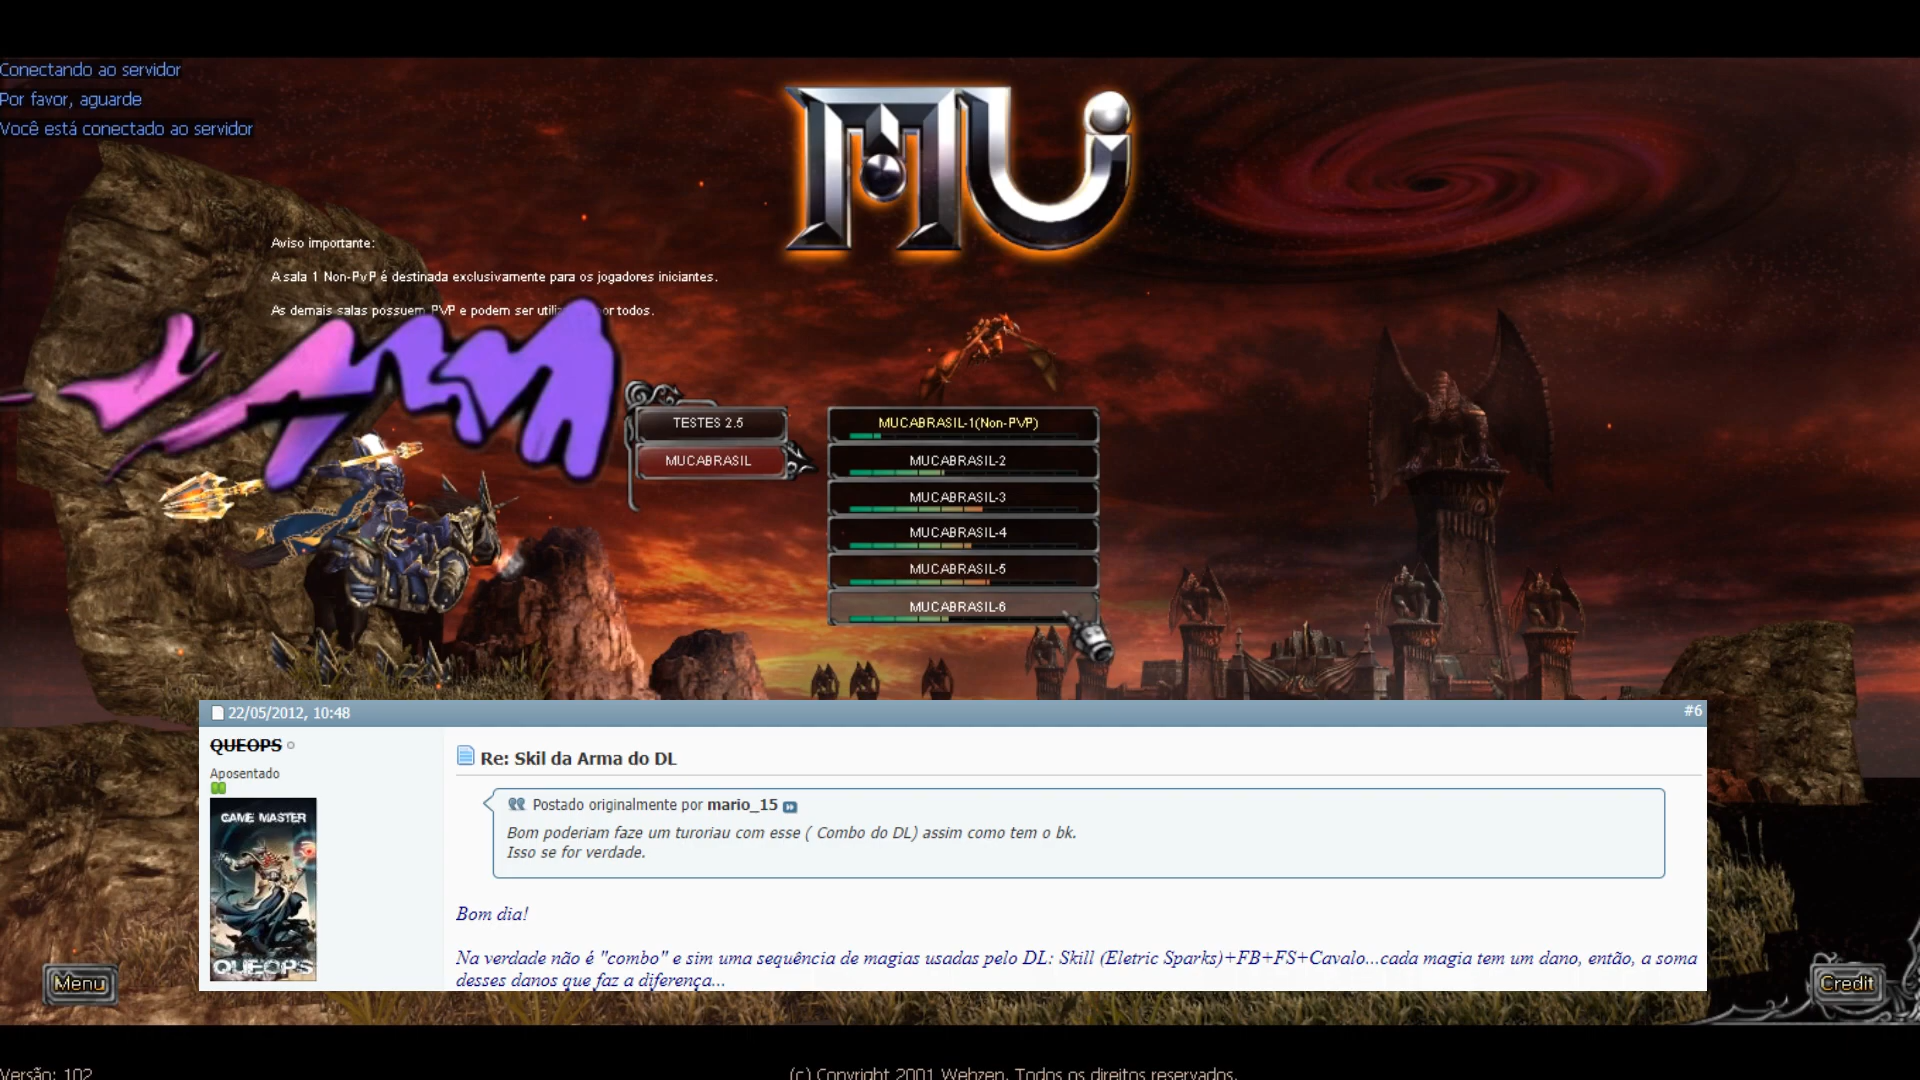 Conectando ao servidor
Por favor, aguarde
Você está conectado ao servidor
MU
Aviso importante:
A sala 1 Non-PvP é destinada exclusivamente para os jogadores iniciantes.
As demais salas possuem PVP e podem ser utili or todos.
TESTES 2.5
MUCABRASIL
MUCABRASIL-1(Non-PVP)
MUCABRASIL-2
MUCABRASIL-3
MUCABRASIL-4
MUCABRASIL-5
MUCABRASIL-6
22/05/2012, 10:48
#6
QUEOPS
Aposentado
GAME MASTER
QUEOPS
Re: Skil da Arma do DL
Postado originalmente por mario_15
Bom poderiam faze um turoriau com esse ( Combo do DL) assim como tem o bk.
Isso se for verdade.
Bom dia!
Na verdade não é "combo" e sim uma sequência de magias usadas pelo DL: Skill (Eletric Sparks)+FB+FS+Cavalo...cada magia tem um dano, então, a soma
desses danos que faz a diferença...
Menu
Credit
Versão: 102
(c) Copyright 2001 Webzen. Todos os direitos reservados.